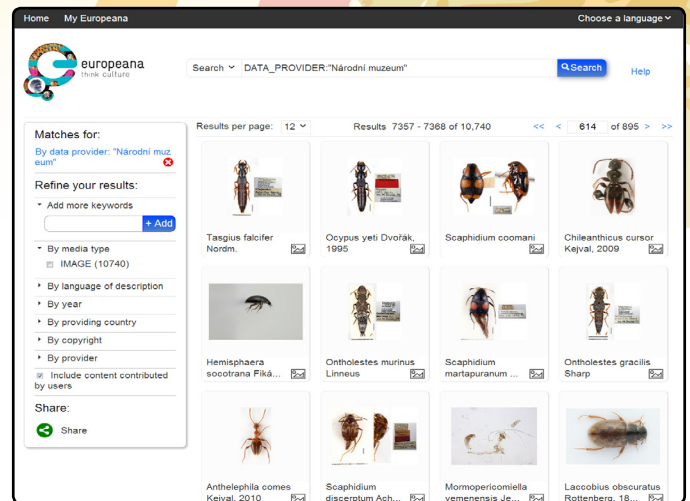 Home My Europeana Choose a language
europeana
think culture
Search DATA_PROVIDER:"Národní muzeum" Search Help
Matches for:
By data provider: "Národní muz
eum"
Refine your results:
Add more keywords
+ Add
By media type
IMAGE (10740)
By language of description
By year
By providing country
By copyright
By provider
Include content contributed
by users
Share:
Share
Results per page: 12 Results 7357 - 7368 of 10,740 << < 614 of 895 > >>
Tasgius falcifer
Nordm.
Ocypus yeti Dvořák,
1995
Scaphidium coomani
Chileanthicus cursor
Kejval, 2009
Hemisphaera
socotrana Fiká...
Ontholestes murinus
Linneus
Scaphidium
martapuranum ...
Ontholestes gracilis
Sharp
Anthelephila comes
Kejval, 2010
Scaphidium
disceptum Ach...
Mormopericomiella
yemenensis Je...
Laccobius obscuratus
Rottenberg, 18...